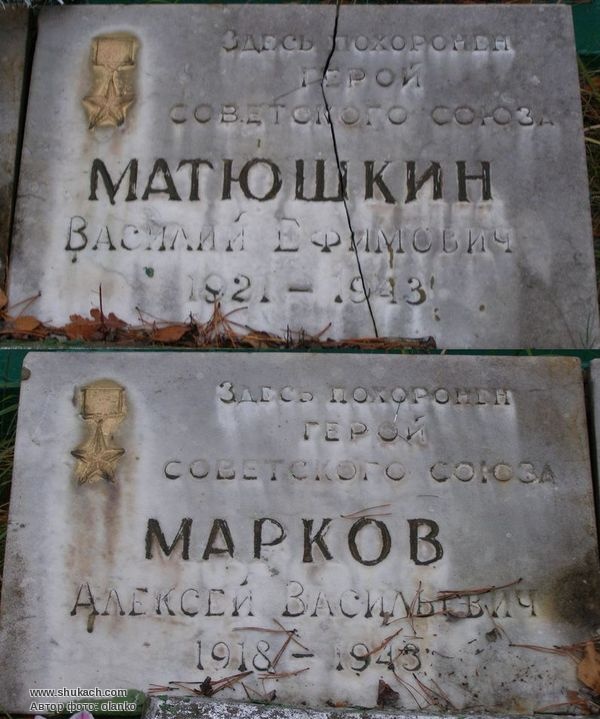 Здесь похоронен
Герой
Советского Союза
Матюшкин
Василий Ефимович
1921 – 1943
Здесь похоронен
Герой
Советского Союза
Марков
Алексей Васильевич
1918 – 1943
www.shukach.com
Автор фото: olanko